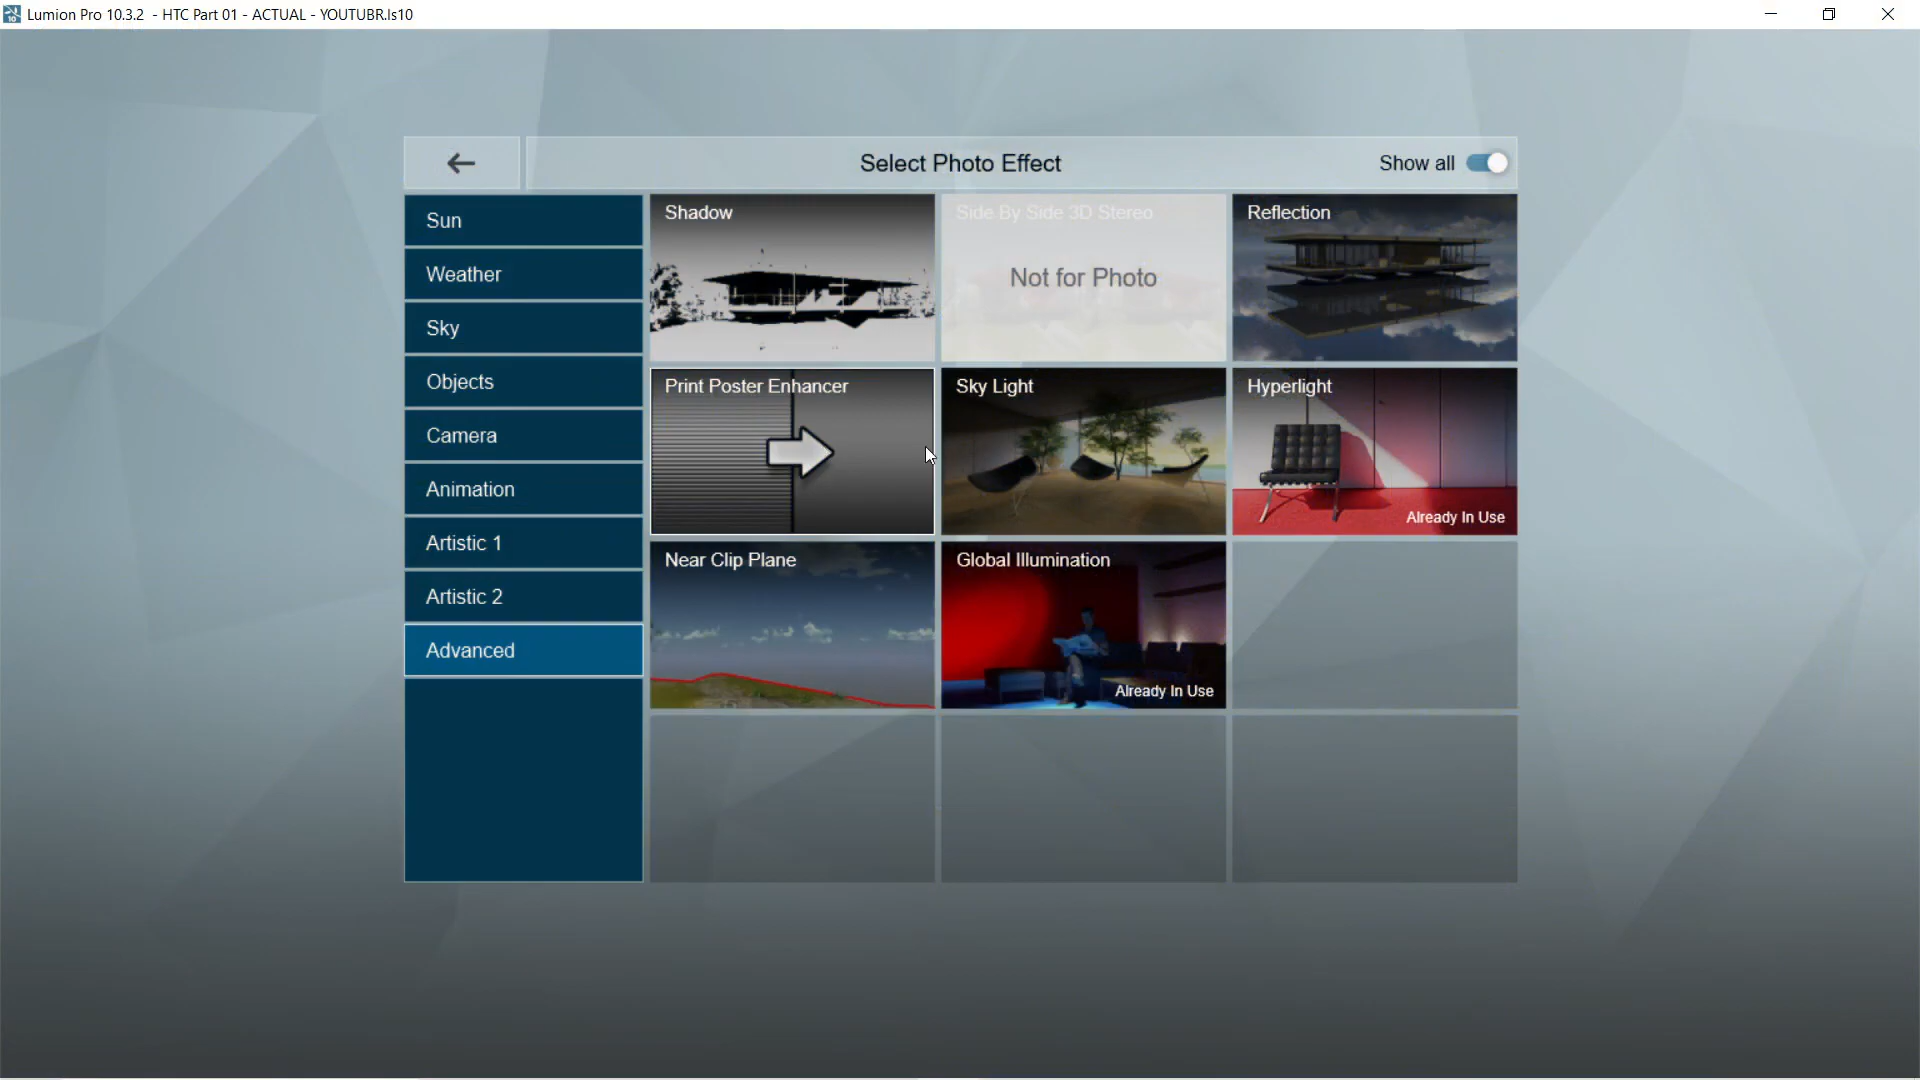 Lumion Pro 10.3.2 - HTC Part 01 - ACTUAL - YOUTUBR.ls10
Select Photo Effect
Show all
Sun
Weather
Sky
Objects
Camera
Animation
Artistic 1
Artistic 2
Advanced
Shadow
Side By Side 3D Stereo
Not for Photo
Reflection
Print Poster Enhancer
Sky Light
Hyperlight
Already In Use
Near Clip Plane
Global Illumination
Already In Use